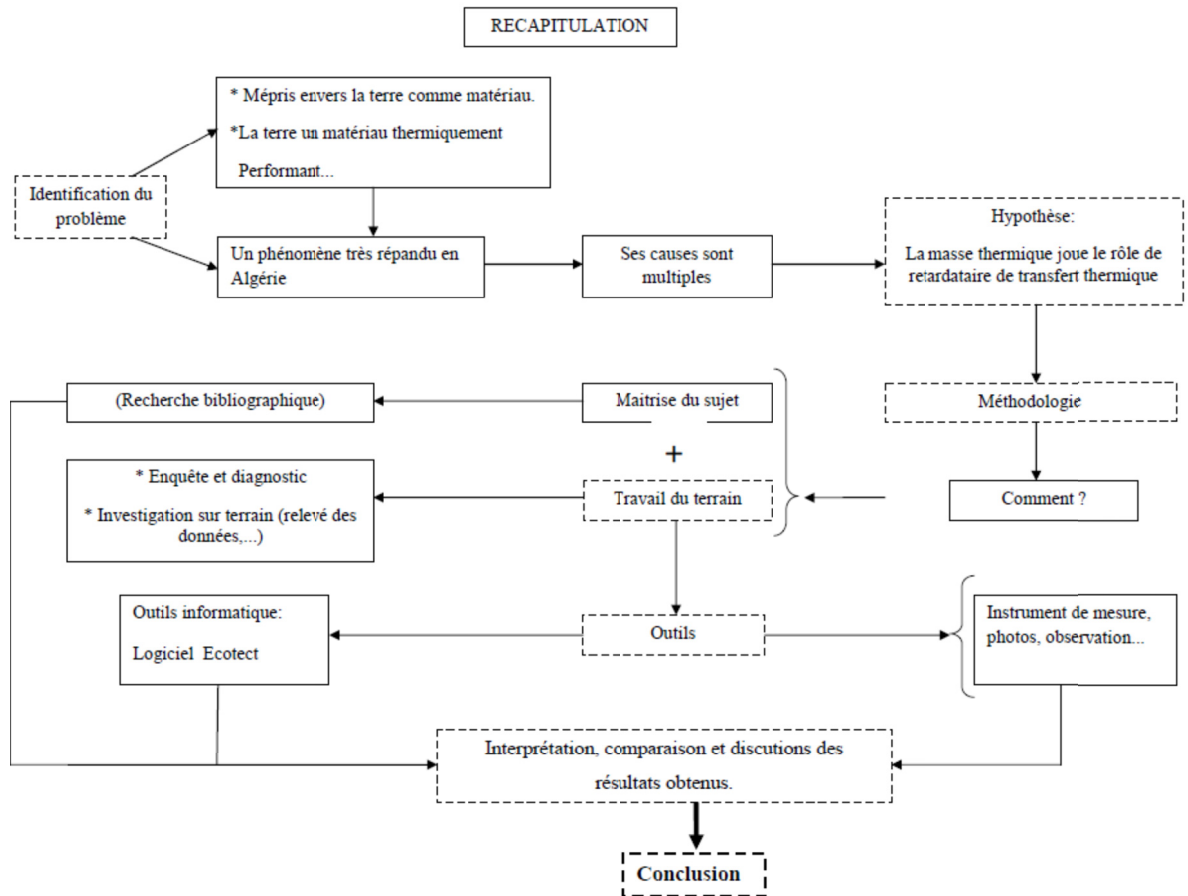 RECAPITULATION
* Mépris envers la terre comme matériau.
*La terre un matériau thermiquement
Performant...
Identification du
problème
Un phénomène très répandu en
Algérie
Ses causes sont
multiples
Hypothèse:
La masse thermique joue le rôle de
retardataire de transfert thermique
(Recherche bibliographique)
Maitrise du sujet
Méthodologie
+
* Enquête et diagnostic
* Investigation sur terrain (relevé des
données,...)
Travail du terrain
Comment ?
Outils informatique:
Logiciel Ecotect
Outils
Instrument de mesure,
photos, observation...
Interprétation, comparaison et discutions des
résultats obtenus.
Conclusion